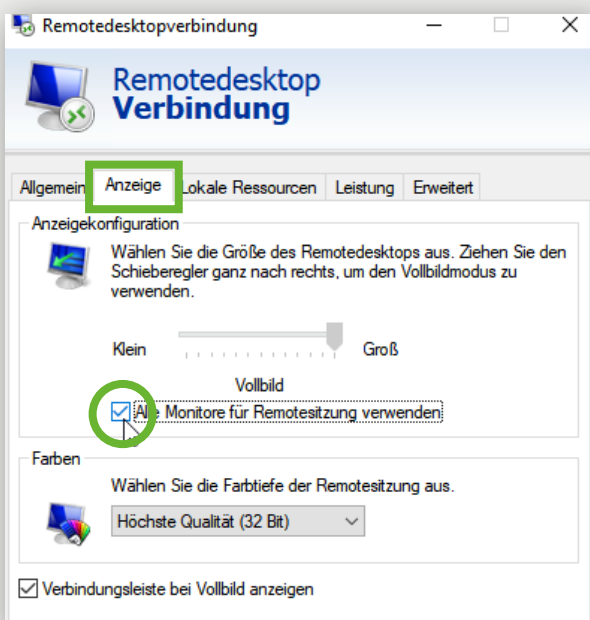 Remotedesktopverbindung
Remotedesktop
Verbindung
Allgemein Anzeige Lokale Ressourcen Leistung Erweitert
Anzeigekonfiguration
Wählen Sie die Größe des Remotedesktops aus. Ziehen Sie den
Schieberegler ganz nach rechts, um den Vollbildmodus zu
verwenden.
Klein Groß
Vollbild
Alle Monitore für Remotesitzung verwenden
Farben
Wählen Sie die Farbtiefe der Remotesitzung aus.
Höchste Qualität (32 Bit)
Verbindungsleiste bei Vollbild anzeigen